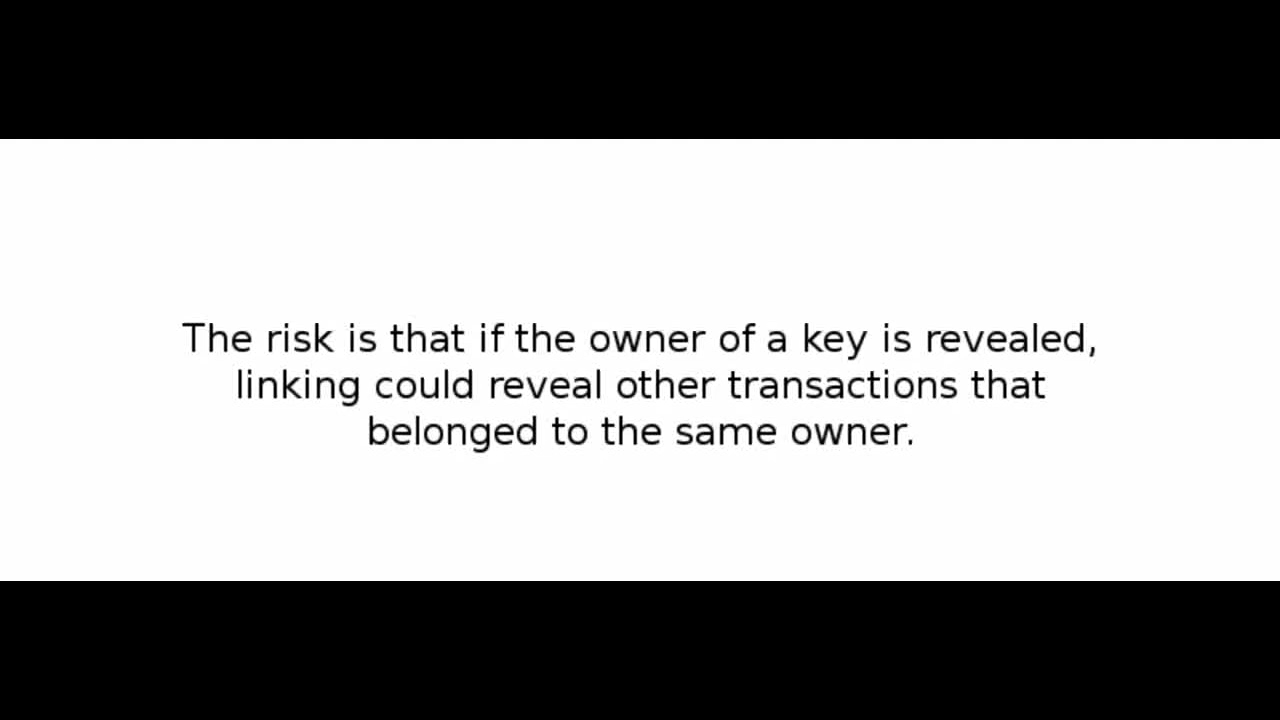 The risk is that if the owner of a key is revealed,
linking could reveal other transactions that
belonged to the same owner.